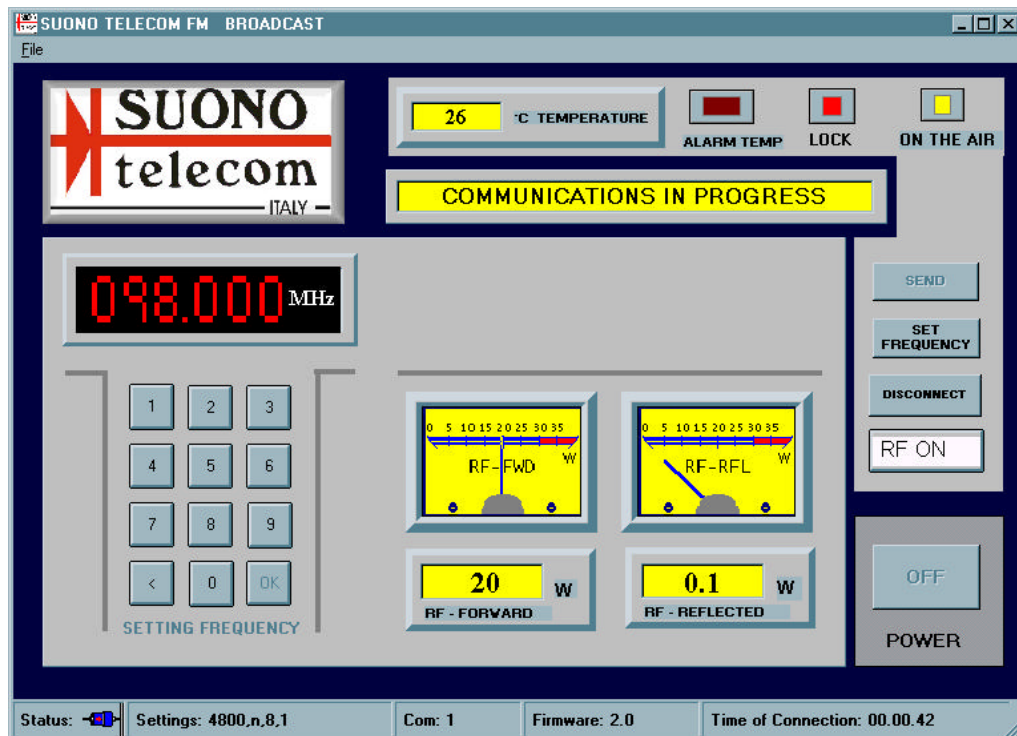 SUONO TELECOM FM BROADCAST
File
SUONO
telecom
ITALY
26 °C TEMPERATURE
ALARM TEMP
LOCK
ON THE AIR
COMMUNICATIONS IN PROGRESS
098.000 MHz
SEND
SET
FREQUENCY
DISCONNECT
RF ON
1 2 3
4 5 6
7 8 9
< 0 OK
SETTING FREQUENCY
0 5 10 15 20 25 30 35
W
RF-FWD
0 5 10 15 20 25 30 35
W
RF-RFL
20 W
RF - FORWARD
0.1 W
RF - REFLECTED
OFF
POWER
Status:
Settings: 4800,n,8,1
Com: 1
Firmware: 2.0
Time of Connection: 00.00.42